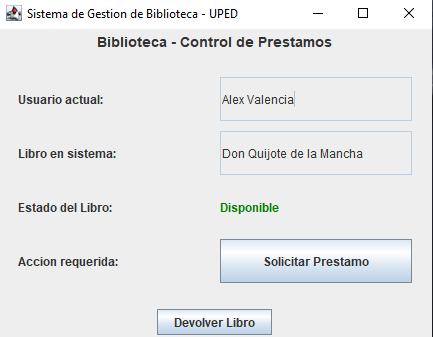 Sistema de Gestion de Biblioteca - UPED
Biblioteca - Control de Prestamos
Usuario actual: Alex Valencia
Libro en sistema: Don Quijote de la Mancha
Estado del Libro: Disponible
Accion requerida: Solicitar Prestamo
Devolver Libro